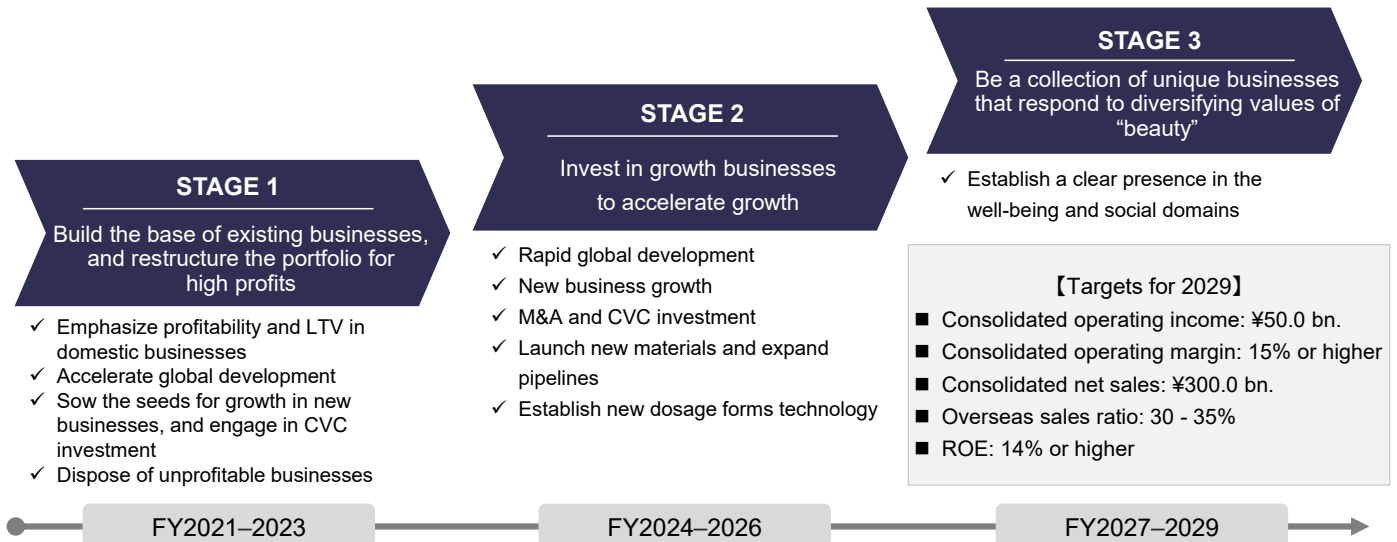 STAGE 1
Build the base of existing businesses,
and restructure the portfolio for
high profits
✓ Emphasize profitability and LTV in
domestic businesses
✓ Accelerate global development
✓ Sow the seeds for growth in new
businesses, and engage in CVC
investment
✓ Dispose of unprofitable businesses
FY2021–2023
STAGE 2
Invest in growth businesses
to accelerate growth
✓ Rapid global development
✓ New business growth
✓ M&A and CVC investment
✓ Launch new materials and expand
pipelines
✓ Establish new dosage forms technology
FY2024–2026
STAGE 3
Be a collection of unique businesses
that respond to diversifying values of
“beauty”
✓ Establish a clear presence in the
well-being and social domains
【Targets for 2029】
■ Consolidated operating income: ¥50.0 bn.
■ Consolidated operating margin: 15% or higher
■ Consolidated net sales: ¥300.0 bn.
■ Overseas sales ratio: 30 - 35%
■ ROE: 14% or higher
FY2027–2029